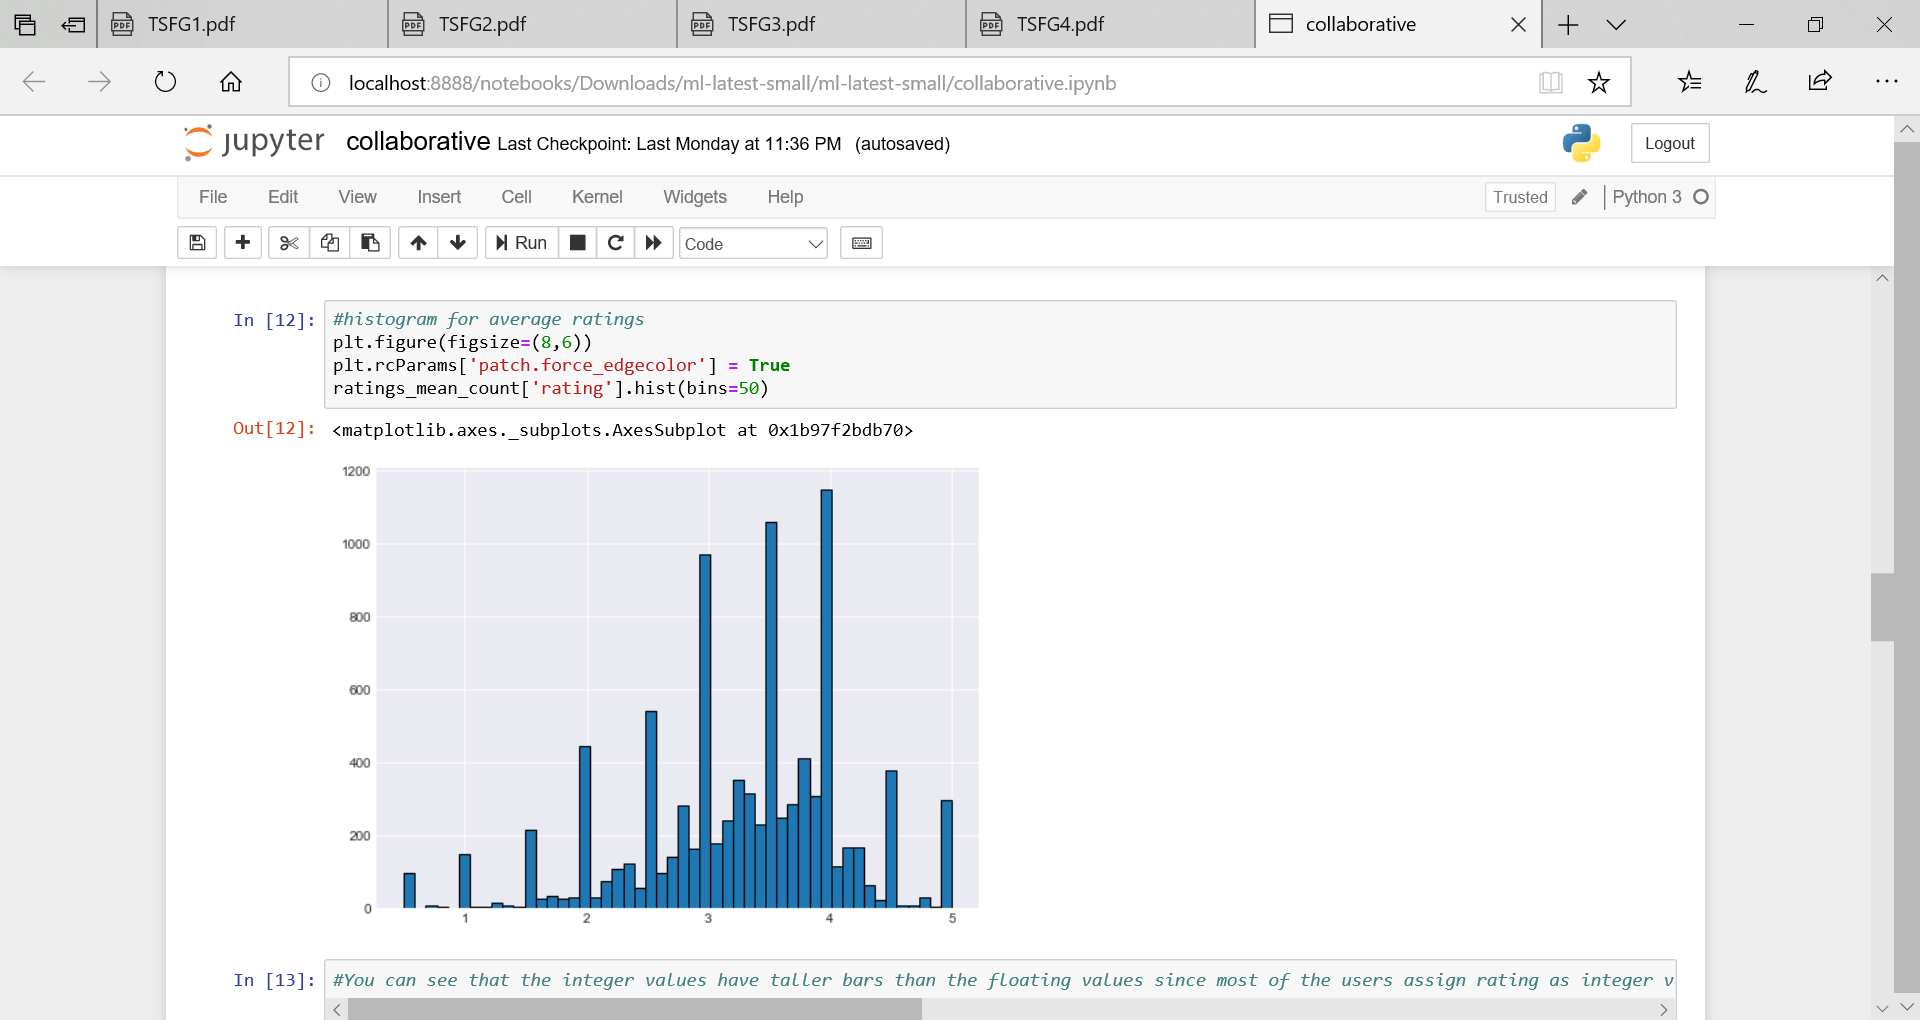 TSFG1.pdf TSFG2.pdf TSFG3.pdf TSFG4.pdf collaborative
localhost:8888/notebooks/Downloads/ml-latest-small/ml-latest-small/collaborative.ipynb
jupyter collaborative Last Checkpoint: Last Monday at 11:36 PM (autosaved) Logout
File Edit View Insert Cell Kernel Widgets Help Trusted Python 3
Run Code
In [12]: #histogram for average ratings
plt.figure(figsize=(8,6))
plt.rcParams['patch.force_edgecolor'] = True
ratings_mean_count['rating'].hist(bins=50)
Out[12]: <matplotlib.axes._subplots.AxesSubplot at 0x1b97f2bdb70>
1200
1000
800
600
400
200
0
1 2 3 4 5
In [13]: #You can see that the integer values have taller bars than the floating values since most of the users assign rating as integer v